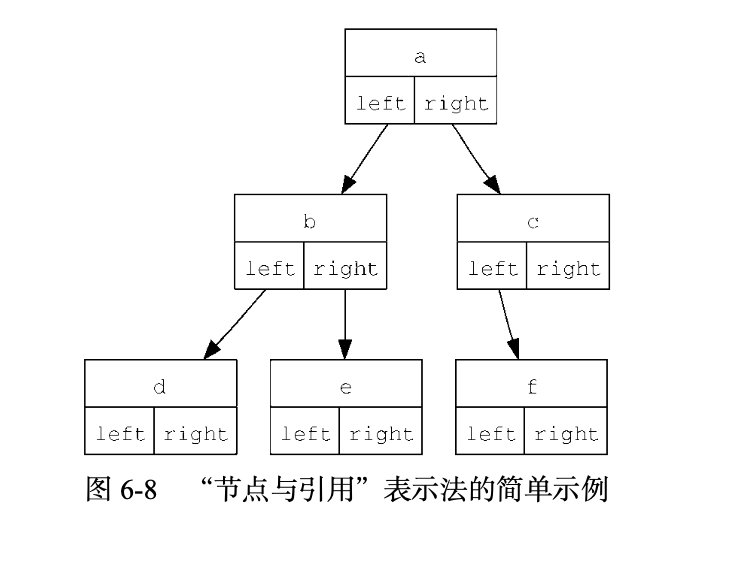 a
left right
b c
left right left right
d e f
left right left right left right
图 6-8 “节点与引用”表示法的简单示例